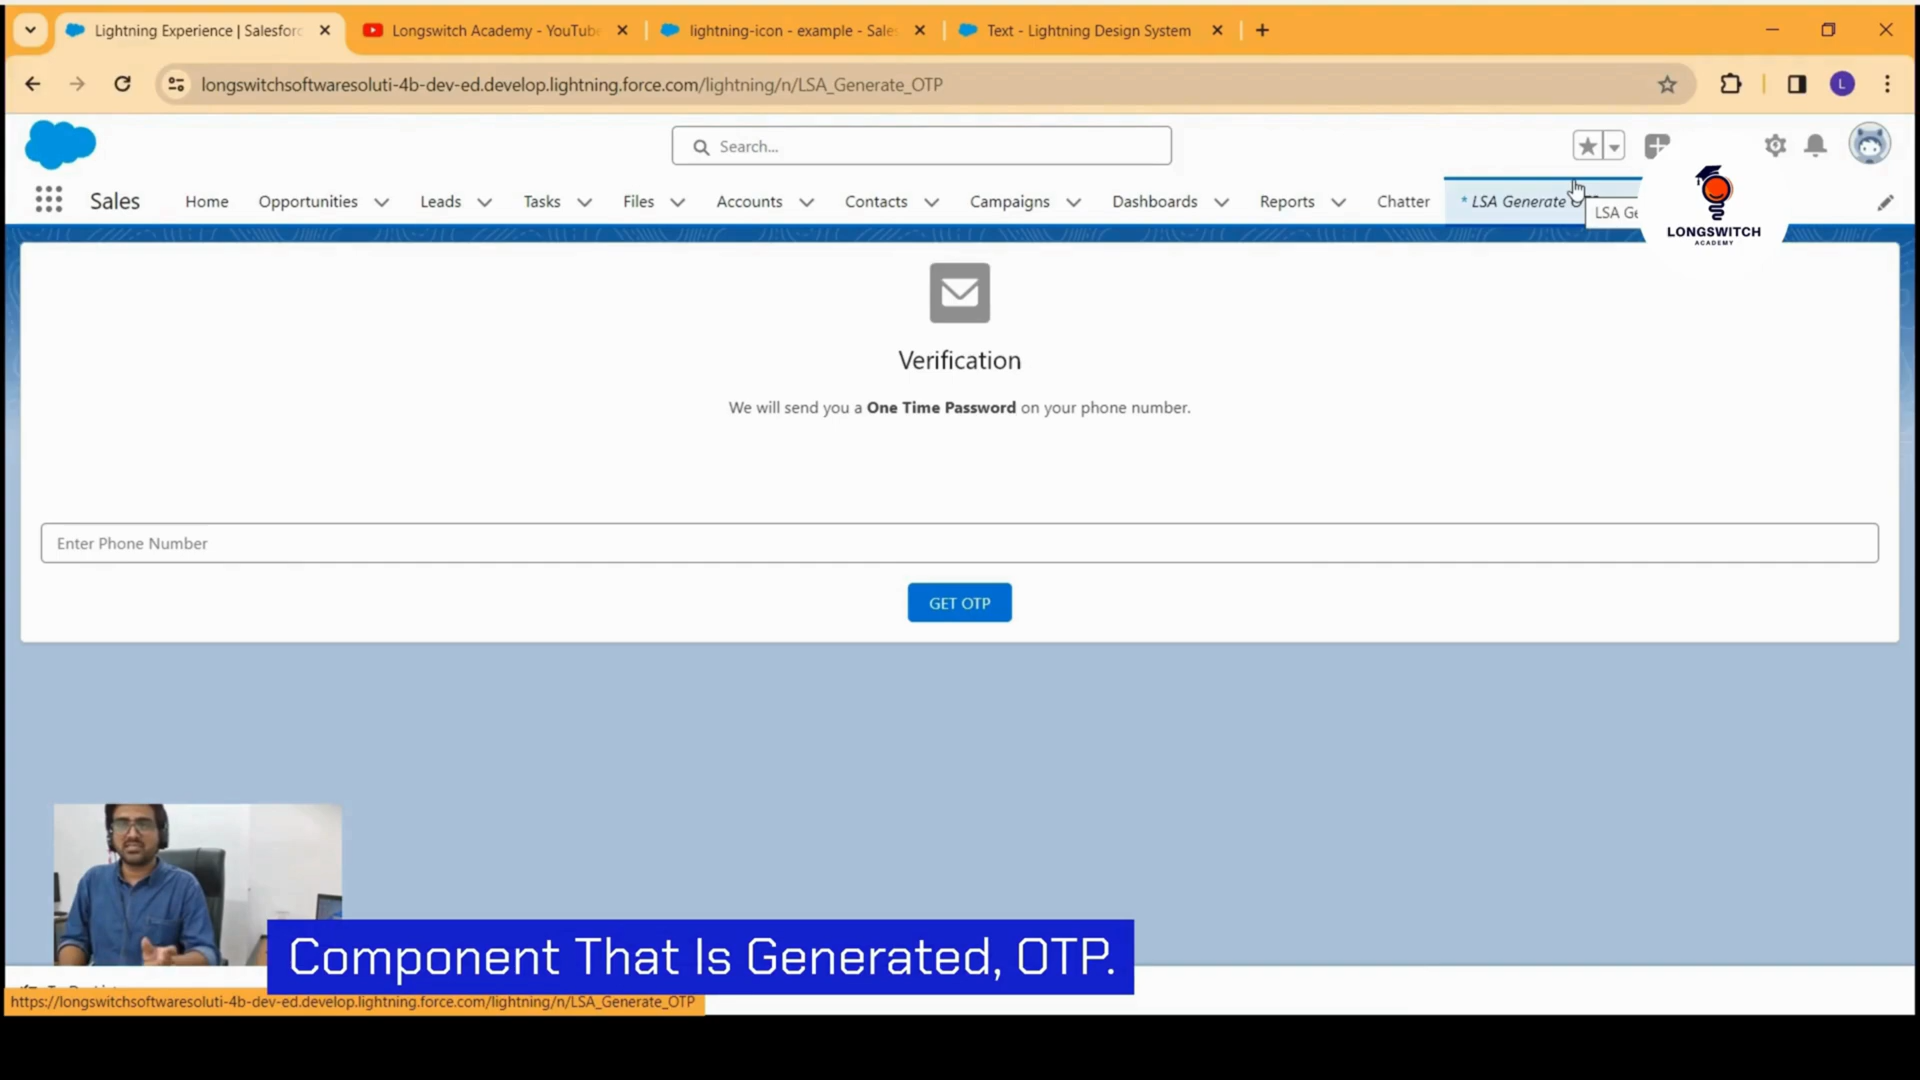 Lightning Experience | Salesforc
Longswitch Academy - YouTube
lightning-icon - example - Sale
Text - Lightning Design System
longswitchsoftwaresoluti-4b-dev-ed.develop.lightning.force.com/lightning/n/LSA_Generate_OTP
L
Search...
Sales
Home
Opportunities
Leads
Tasks
Files
Accounts
Contacts
Campaigns
Dashboards
Reports
Chatter
* LSA Generate
LSA Ge
LONGSWITCH
ACADEMY
Verification
We will send you a One Time Password on your phone number.
Enter Phone Number
GET OTP
Component That Is Generated, OTP.
https://longswitchsoftwaresoluti-4b-dev-ed.develop.lightning.force.com/lightning/n/LSA_Generate_OTP